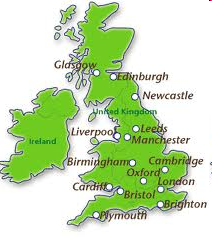 Glasgow
Edinburgh
Newcastle
United Kingdom
Ireland
Leeds
Liverpool
Manchester
Birmingham
Cambridge
Oxford
London
Cardiff
Bristol
Brighton
Plymouth